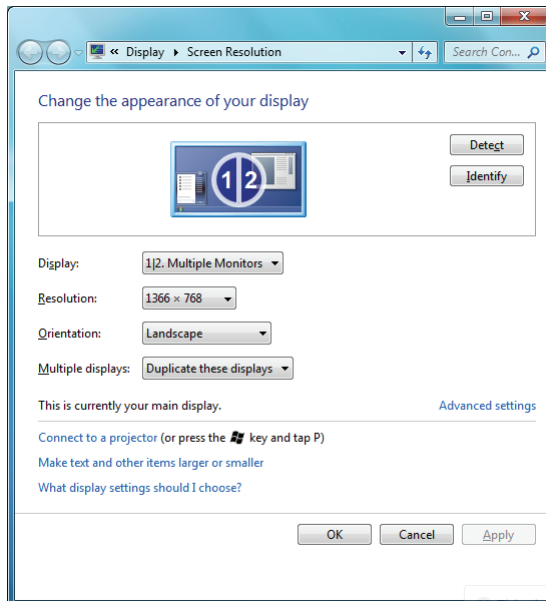 « Display ▸ Screen Resolution Search Con...
Change the appearance of your display
1 2
Detect
Identify
Display: 1|2. Multiple Monitors
Resolution: 1366 × 768
Orientation: Landscape
Multiple displays: Duplicate these displays
This is currently your main display. Advanced settings
Connect to a projector (or press the key and tap P)
Make text and other items larger or smaller
What display settings should I choose?
OK Cancel Apply